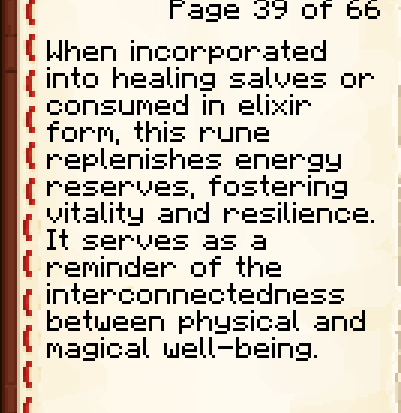 Page 39 of 66
When incorporated
into healing salves or
consumed in elixir
form, this rune
replenishes energy
reserves, fostering
vitality and resilience.
It serves as a
reminder of the
interconnectedness
between physical and
magical well-being.